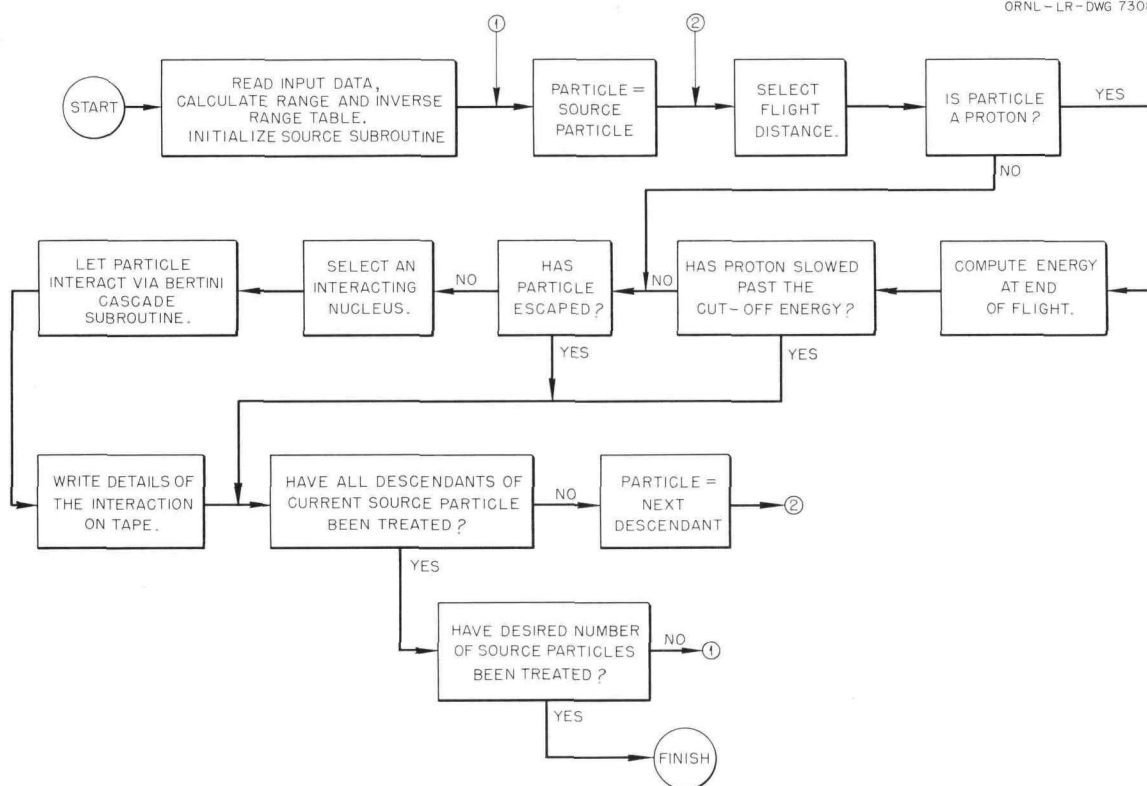 ORNL-LR-DWG 7308
①
②
START
READ INPUT DATA,
CALCULATE RANGE AND INVERSE
RANGE TABLE.
INITIALIZE SOURCE SUBROUTINE
PARTICLE =
SOURCE
PARTICLE
SELECT
FLIGHT
DISTANCE.
IS PARTICLE
A PROTON?
YES
NO
LET PARTICLE
INTERACT VIA BERTINI
CASCADE
SUBROUTINE.
SELECT AN
INTERACTING
NUCLEUS.
NO
HAS
PARTICLE
ESCAPED?
NO
HAS PROTON SLOWED
PAST THE
CUT-OFF ENERGY?
COMPUTE ENERGY
AT END
OF FLIGHT.
YES
YES
WRITE DETAILS OF
THE INTERACTION
ON TAPE.
HAVE ALL DESCENDANTS OF
CURRENT SOURCE PARTICLE
BEEN TREATED?
NO
PARTICLE =
NEXT
DESCENDANT
②
YES
HAVE DESIRED NUMBER
OF SOURCE PARTICLES
BEEN TREATED?
NO
①
YES
FINISH